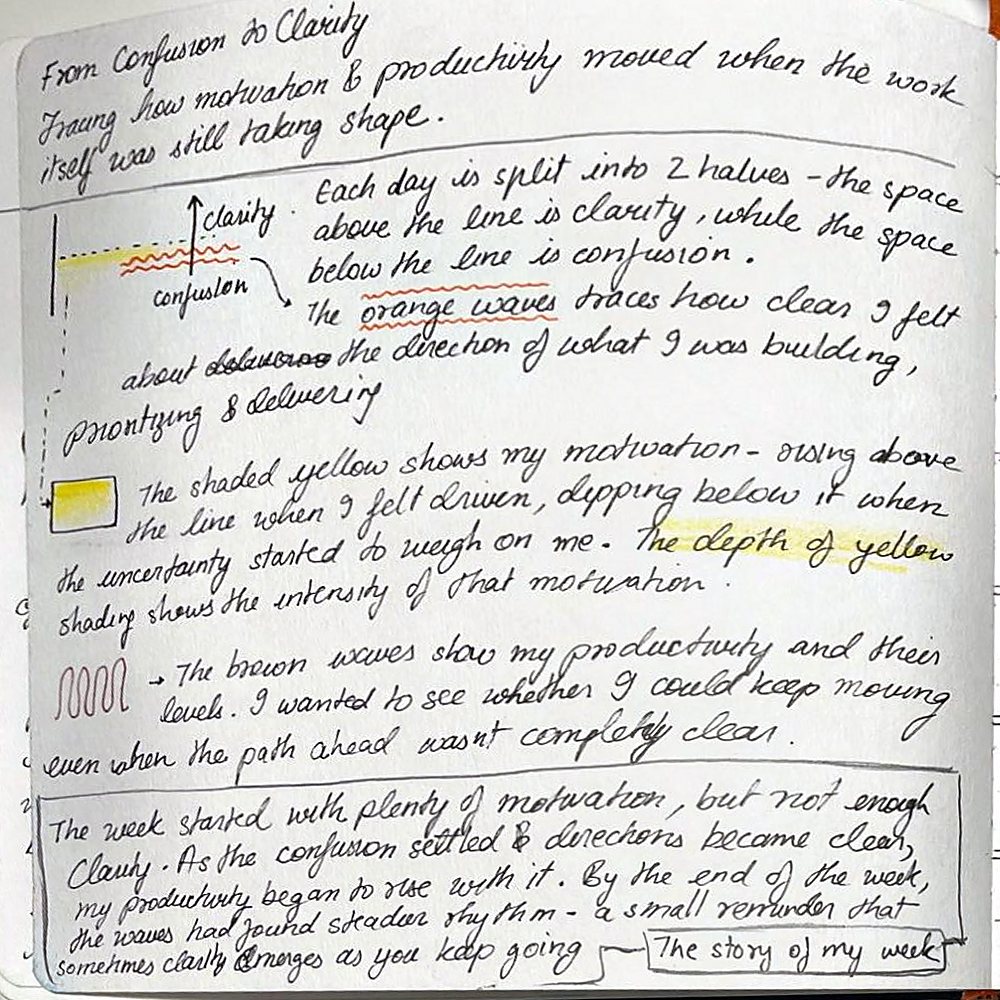 From Confusion to Clarity
Tracing how motivation & productivity moved when the work
itself was still taking shape.
Each day is split into 2 halves - the space
above the line is clarity, while the space
below the line is confusion.
clarity
confusion
The orange waves traces how clear I felt
about the direction of what I was building,
Prioritizing & delivering
The shaded yellow shows my motivation - rising above
the line when I felt driven, dipping below it when
the uncertainty started to weigh on me. The depth of yellow
shading shows the intensity of that motivation.
→ The brown waves show my productivity and their
levels. I wanted to see whether I could keep moving
even when the path ahead wasn't completely clear.
The week started with plenty of motivation, but not enough
Clarity. As the confusion settled & directions became clear,
my productivity began to rise with it. By the end of the week,
the waves had found steadier rhythm - a small reminder that
sometimes clarity emerges as you keep going
The story of my week